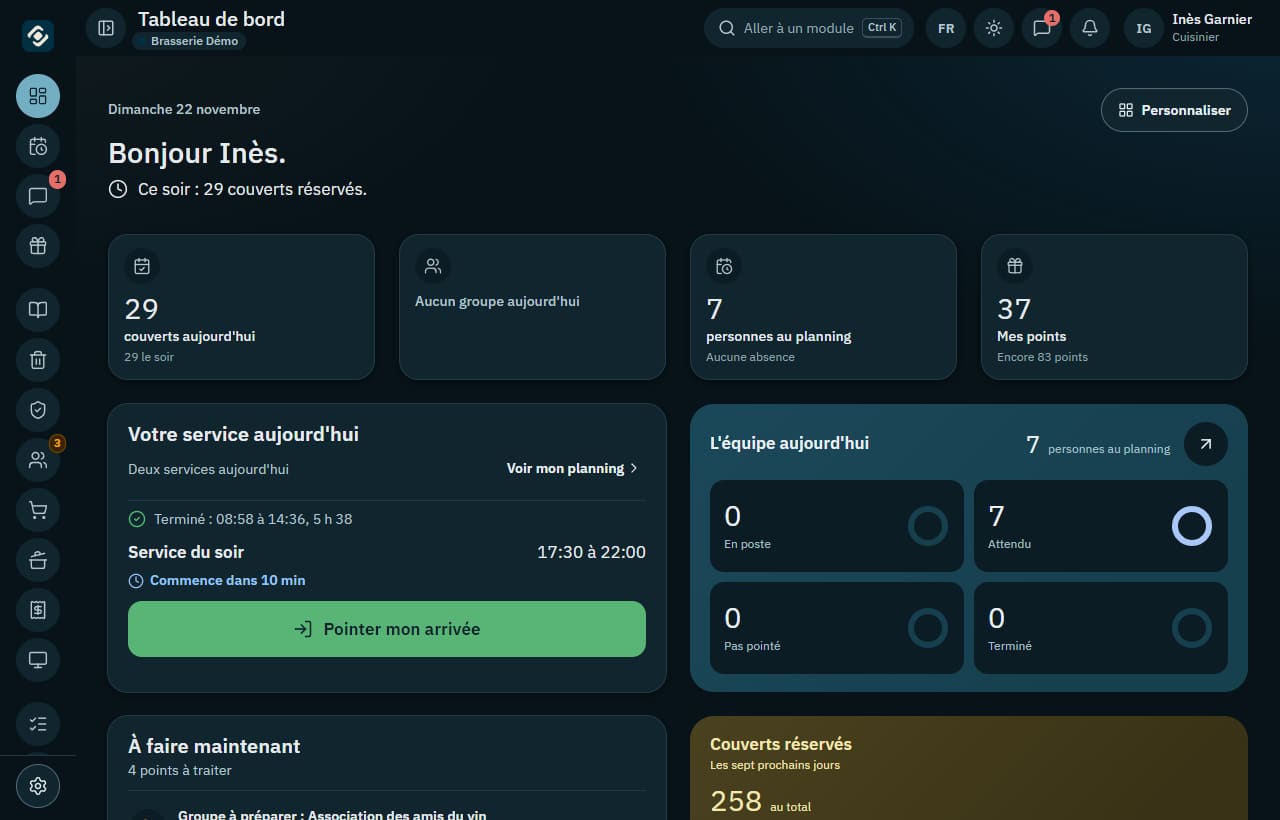 Tableau de bord
Brasserie Démo
Aller à un module
Ctrl K
FR
1
IG
Inès Garnier
Cuisinier
1
3
Dimanche 22 novembre
Personnaliser
Bonjour Inès.
Ce soir : 29 couverts réservés.
29
couverts aujourd'hui
29 le soir
Aucun groupe aujourd'hui
7
personnes au planning
Aucune absence
37
Mes points
Encore 83 points
Votre service aujourd'hui
Deux services aujourd'hui
Voir mon planning
Terminé : 08:58 à 14:36, 5 h 38
Service du soir
17:30 à 22:00
Commence dans 10 min
Pointer mon arrivée
L'équipe aujourd'hui
7 personnes au planning
0
En poste
7
Attendu
0
Pas pointé
0
Terminé
À faire maintenant
4 points à traiter
Groupe à préparer : Association des amis du vin
Couverts réservés
Les sept prochains jours
258 au total